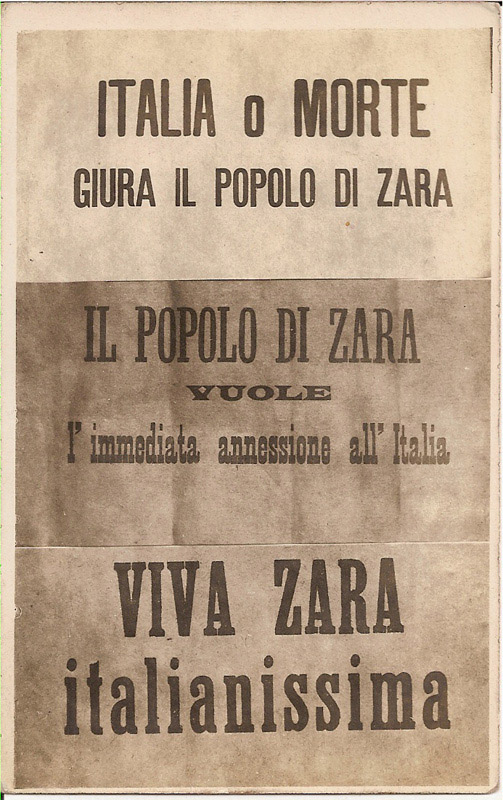 ITALIA o MORTE
GIURA IL POPOLO DI ZARA
IL POPOLO DI ZARA
VUOLE
l' immediata annessione all' Italia
VIVA ZARA
italianissima